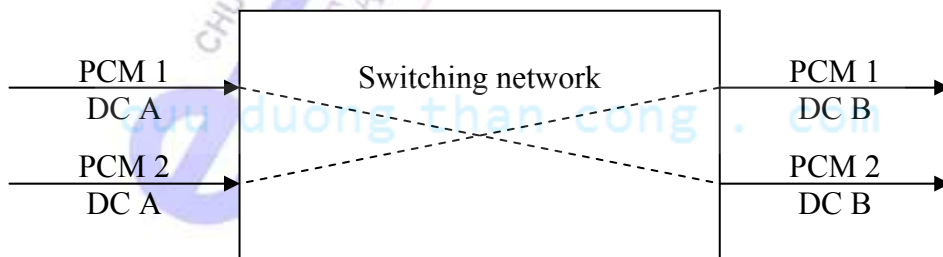 CHU
PCM 1
DC A
Switching network
PCM 1
DC B
cuu duong than cong . com
PCM 2
DC A
PCM 2
DC B